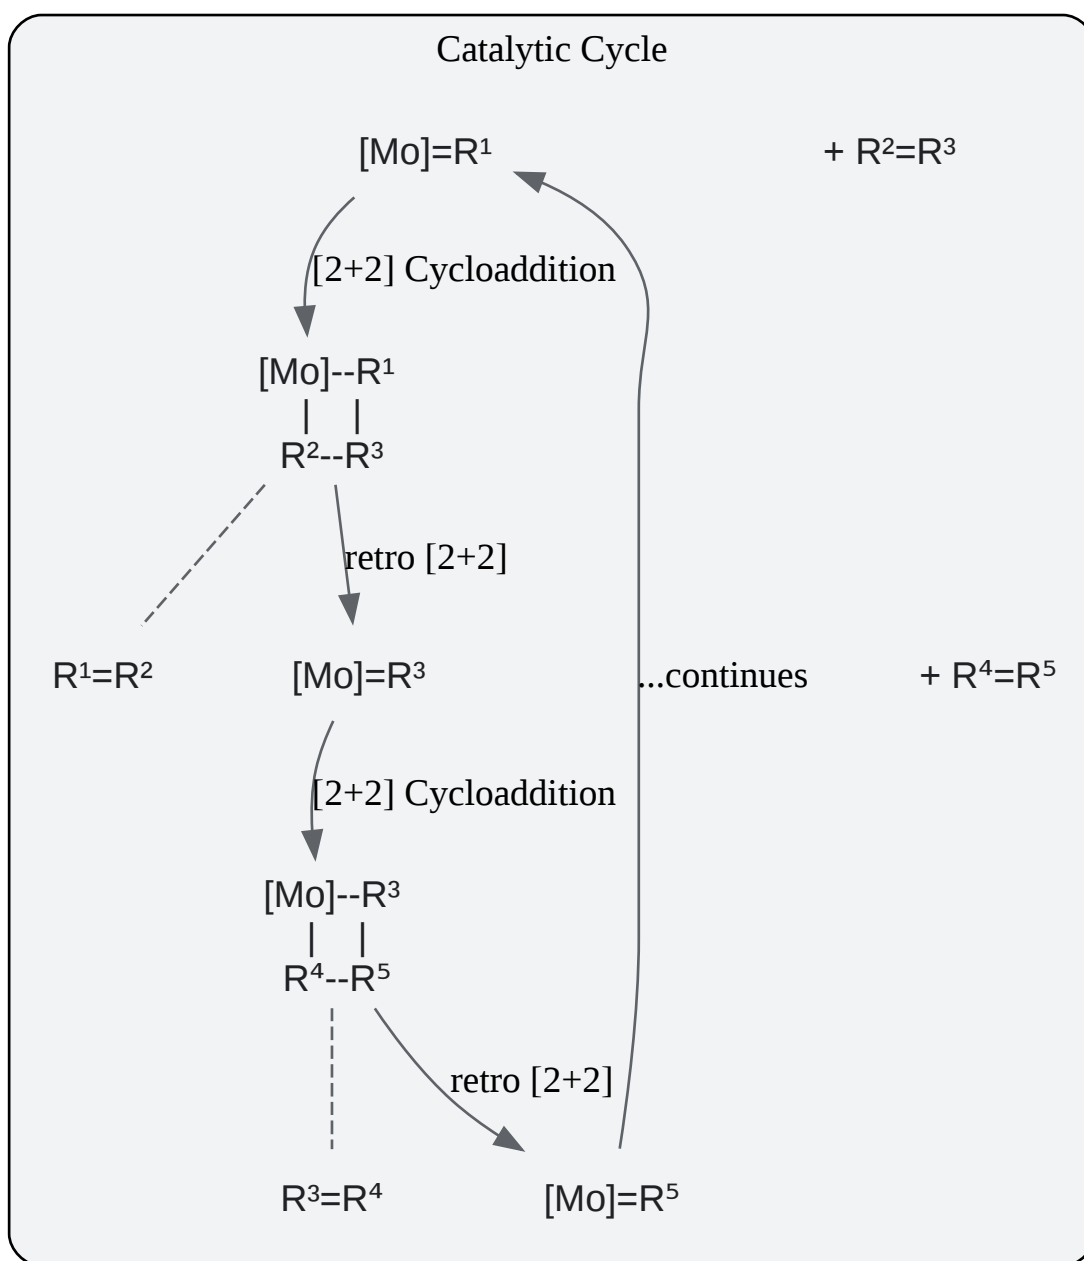 Catalytic Cycle
[Mo]=R¹
+ R²=R³
[2+2] Cycloaddition
[Mo]--R¹
| |
R²--R³
retro [2+2]
R¹=R²
[Mo]=R³
...continues
+ R⁴=R⁵
[2+2] Cycloaddition
[Mo]--R³
| |
R⁴--R⁵
retro [2+2]
R³=R⁴
[Mo]=R⁵